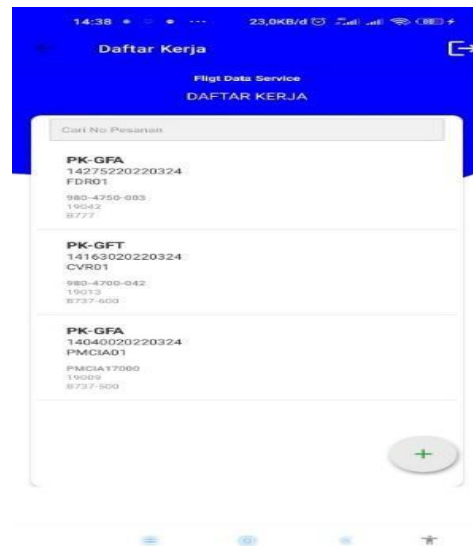 14:38 23,0KB/d
Daftar Kerja
Fligt Data Service
DAFTAR KERJA
Cari No Pesanan
PK-GFA
14275220220324
FDR01
980-4750-003
19042
B777
PK-GFT
14163020220324
CVR01
980-4700-042
19013
B737-600
PK-GFA
14040020220324
PMCIA01
PMCIA17000
19009
B737-500
+